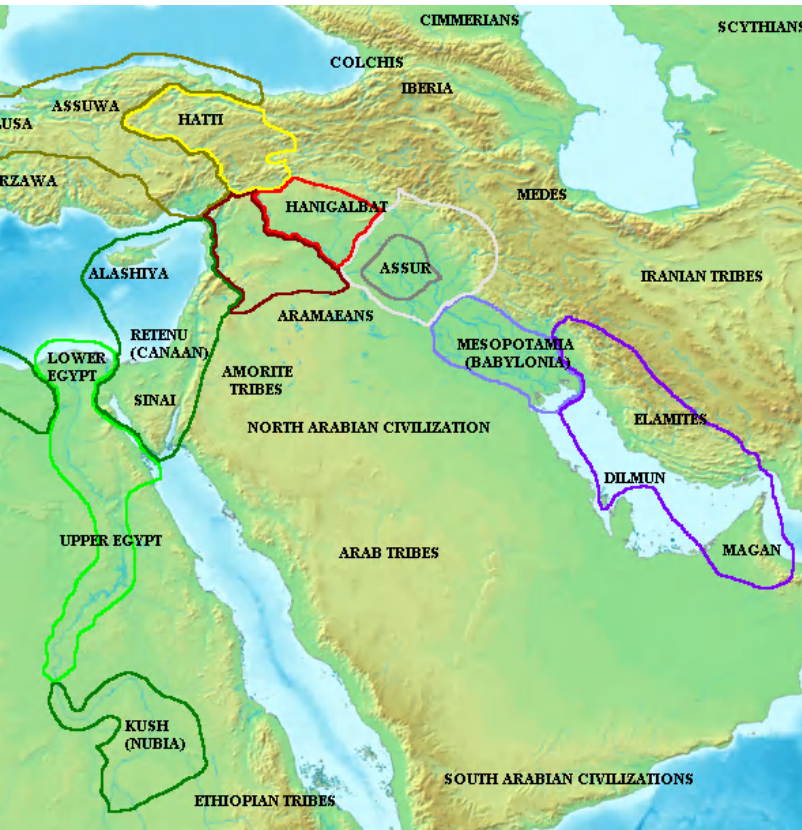 CIMMERIANS
SCYTHIANS
COLCHIS
IBERIA
ASSUWA
HATTI
LUSA
RZAWA
MEDES
HANIGALBAT
ALASHIYA
ASSUR
IRANIAN TRIBES
ARAMAEANS
RETENU
(CANAAN)
MESOPOTAMIA
(BABYLONIA)
LOWER
EGYPT
AMORITE
TRIBES
SINAI
ELAMITES
NORTH ARABIAN CIVILIZATION
DILMUN
UPPER EGYPT
ARAB TRIBES
MAGAN
KUSH
(NUBIA)
SOUTH ARABIAN CIVILIZATIONS
ETHIOPIAN TRIBES